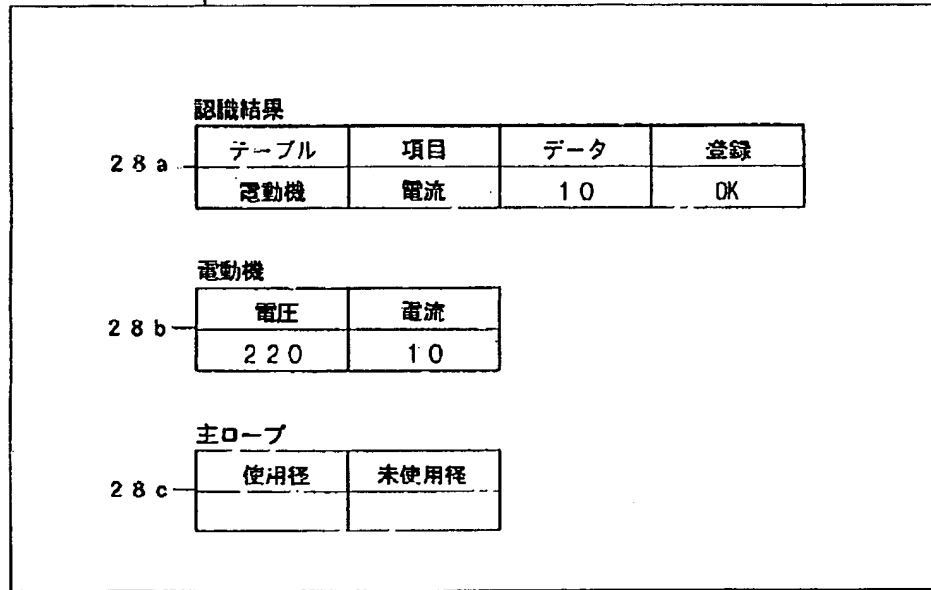 認識結果
28a テーブル 項目 データ 登録
電動機 電流 10 OK
電動機
28b 電圧 電流
220 10
主ロープ
28c 使用径 未使用径